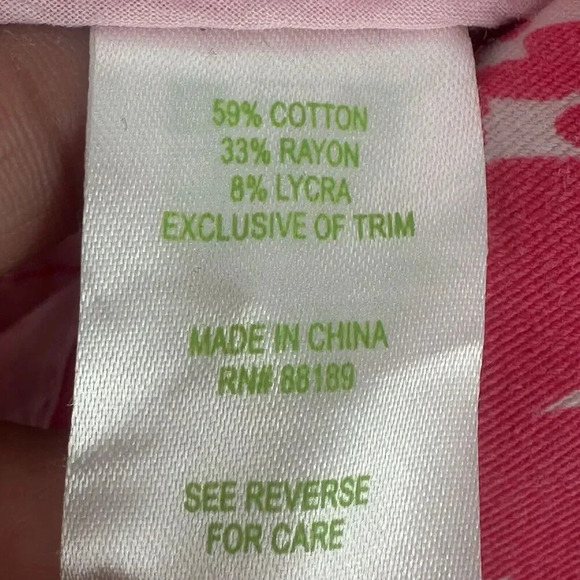 59% COTTON
33% RAYON
8% LYCRA
EXCLUSIVE OF TRIM
MADE IN CHINA
RN# 88189
SEE REVERSE
FOR CARE